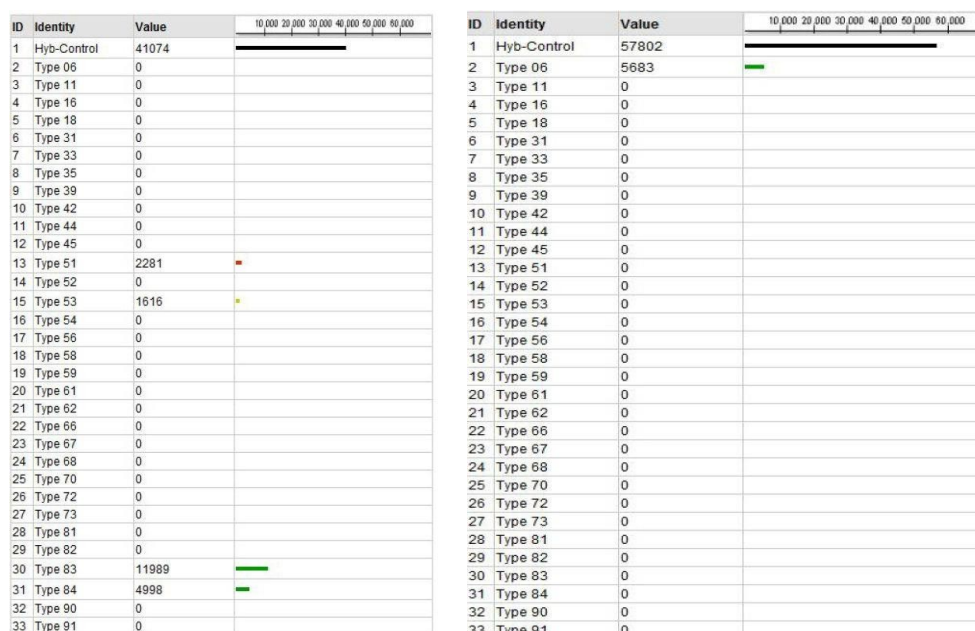 ID Identity Value 10,000 20,000 30,000 40,000 50,000 60,000
1 Hyb-Control 41074
2 Type 06 0
3 Type 11 0
4 Type 16 0
5 Type 18 0
6 Type 31 0
7 Type 33 0
8 Type 35 0
9 Type 39 0
10 Type 42 0
11 Type 44 0
12 Type 45 0
13 Type 51 2281
14 Type 52 0
15 Type 53 1616
16 Type 54 0
17 Type 56 0
18 Type 58 0
19 Type 59 0
20 Type 61 0
21 Type 62 0
22 Type 66 0
23 Type 67 0
24 Type 68 0
25 Type 70 0
26 Type 72 0
27 Type 73 0
28 Type 81 0
29 Type 82 0
30 Type 83 11989
31 Type 84 4998
32 Type 90 0
33 Type 91 0
ID Identity Value 10,000 20,000 30,000 40,000 50,000 60,000
1 Hyb-Control 57802
2 Type 06 5683
3 Type 11 0
4 Type 16 0
5 Type 18 0
6 Type 31 0
7 Type 33 0
8 Type 35 0
9 Type 39 0
10 Type 42 0
11 Type 44 0
12 Type 45 0
13 Type 51 0
14 Type 52 0
15 Type 53 0
16 Type 54 0
17 Type 56 0
18 Type 58 0
19 Type 59 0
20 Type 61 0
21 Type 62 0
22 Type 66 0
23 Type 67 0
24 Type 68 0
25 Type 70 0
26 Type 72 0
27 Type 73 0
28 Type 81 0
29 Type 82 0
30 Type 83 0
31 Type 84 0
32 Type 90 0
33 Type 91 0